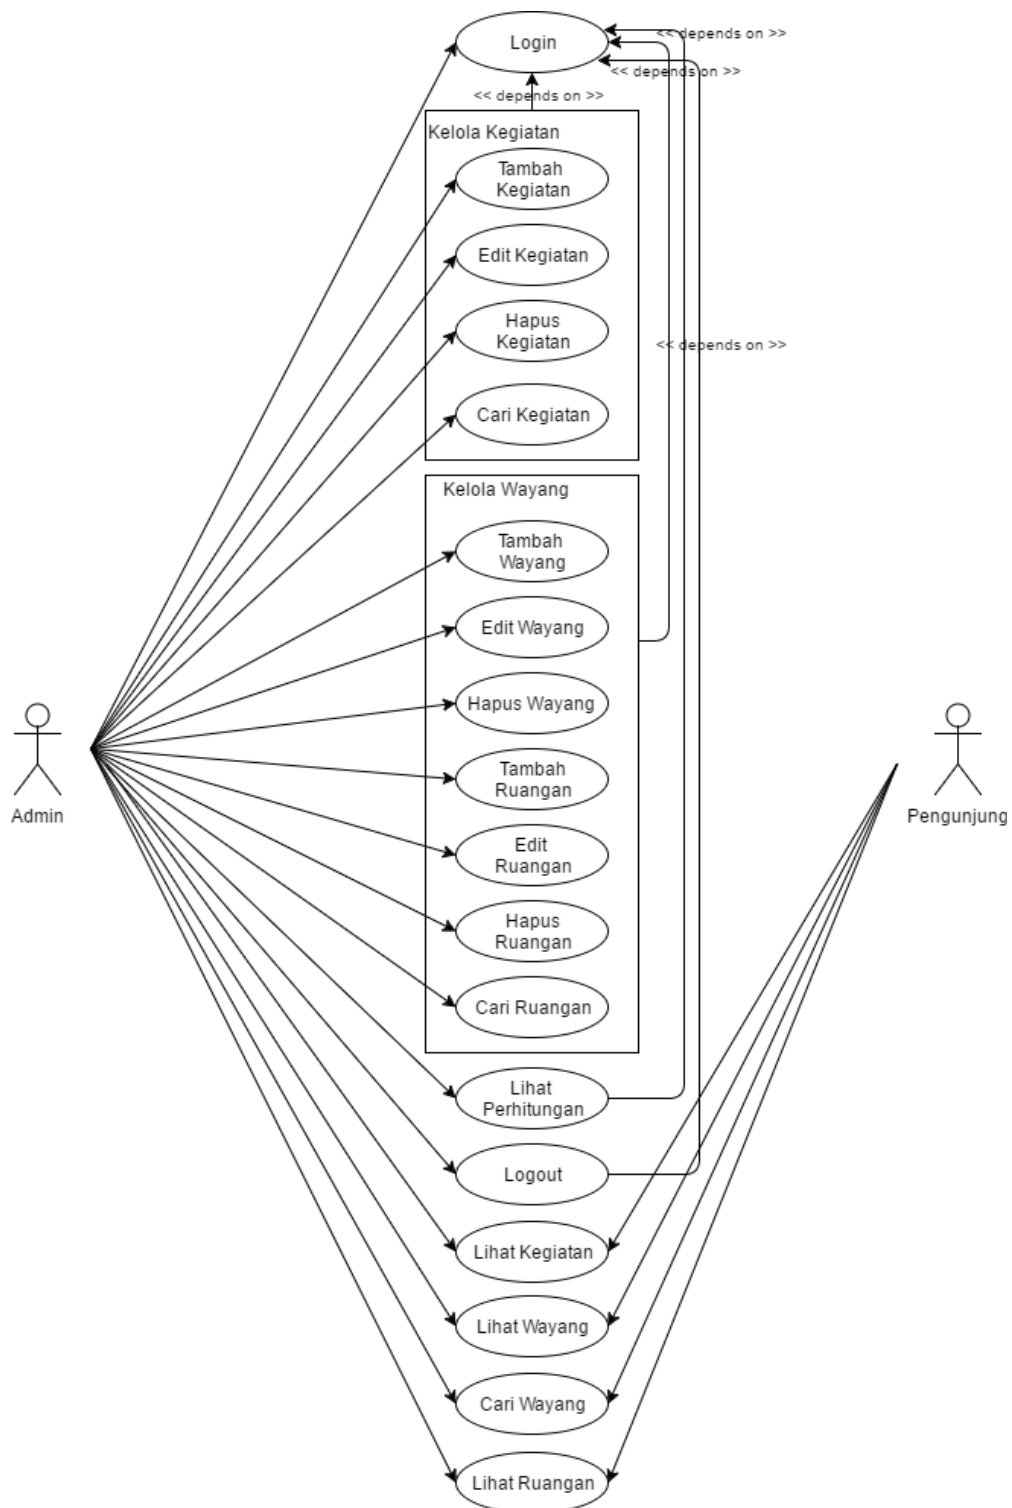 Login
<< depends on >>
<< depends on >>
<< depends on >>
Kelola Kegiatan
Tambah
Kegiatan
Edit Kegiatan
Hapus
Kegiatan
<< depends on >>
Cari Kegiatan
Kelola Wayang
Tambah
Wayang
Edit Wayang
Hapus Wayang
Tambah
Ruangan
Admin
Pengunjung
Edit
Ruangan
Hapus
Ruangan
Cari Ruangan
Lihat
Perhitungan
Logout
Lihat Kegiatan
Lihat Wayang
Cari Wayang
Lihat Ruangan